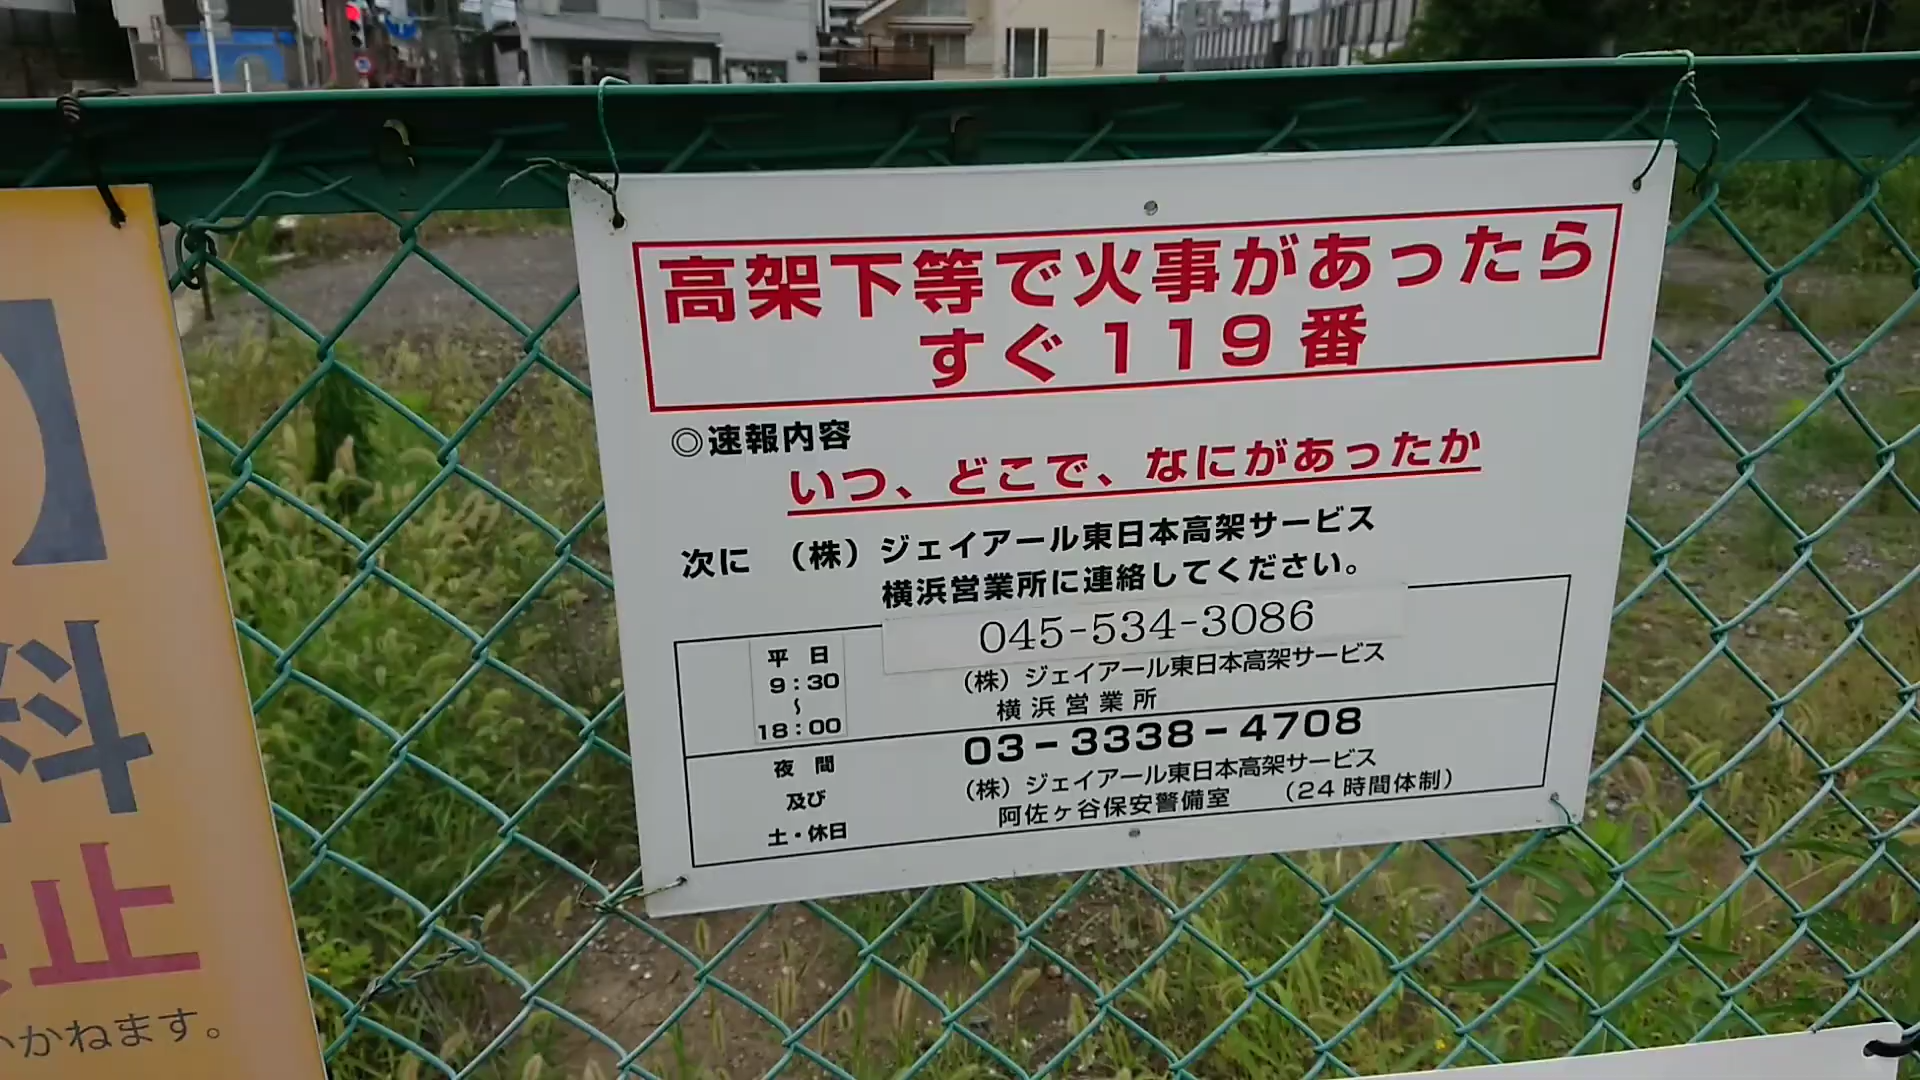 高架下等で火事があったら
すぐ119番
◎速報内容
いつ、どこで、なにがあったか
次に (株)ジェイアール東日本高架サービス
横浜営業所に連絡してください。
平 日
9:30
~
18:00
045-534-3086
(株)ジェイアール東日本高架サービス
横浜営業所
夜 間
及び
土・休日
03-3338-4708
(株)ジェイアール東日本高架サービス
阿佐ヶ谷保安警備室 (24時間体制)
】
料
止
かねます。